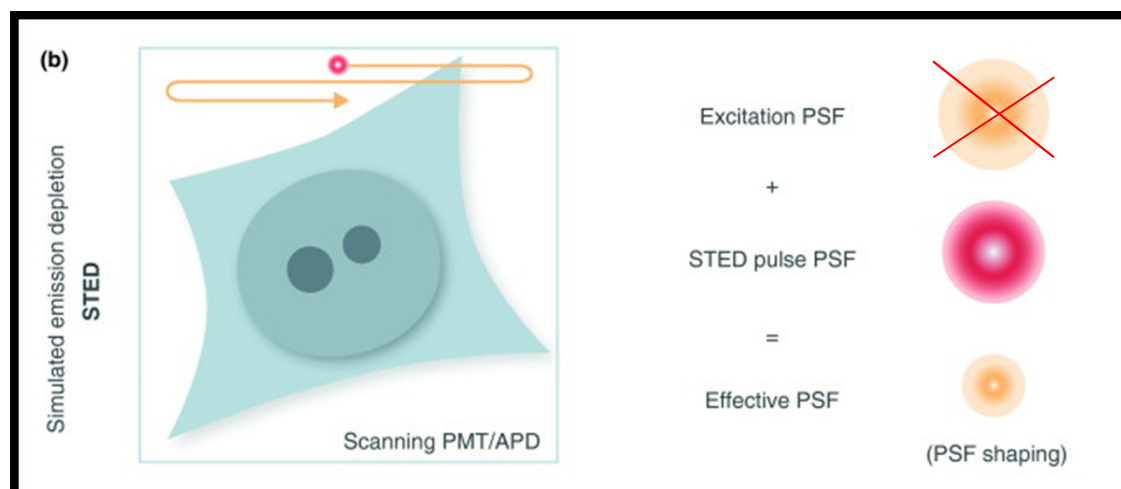 (b)
Simulated emission depletion
STED
Scanning PMT/APD
Excitation PSF
+
STED pulse PSF
=
Effective PSF
(PSF shaping)